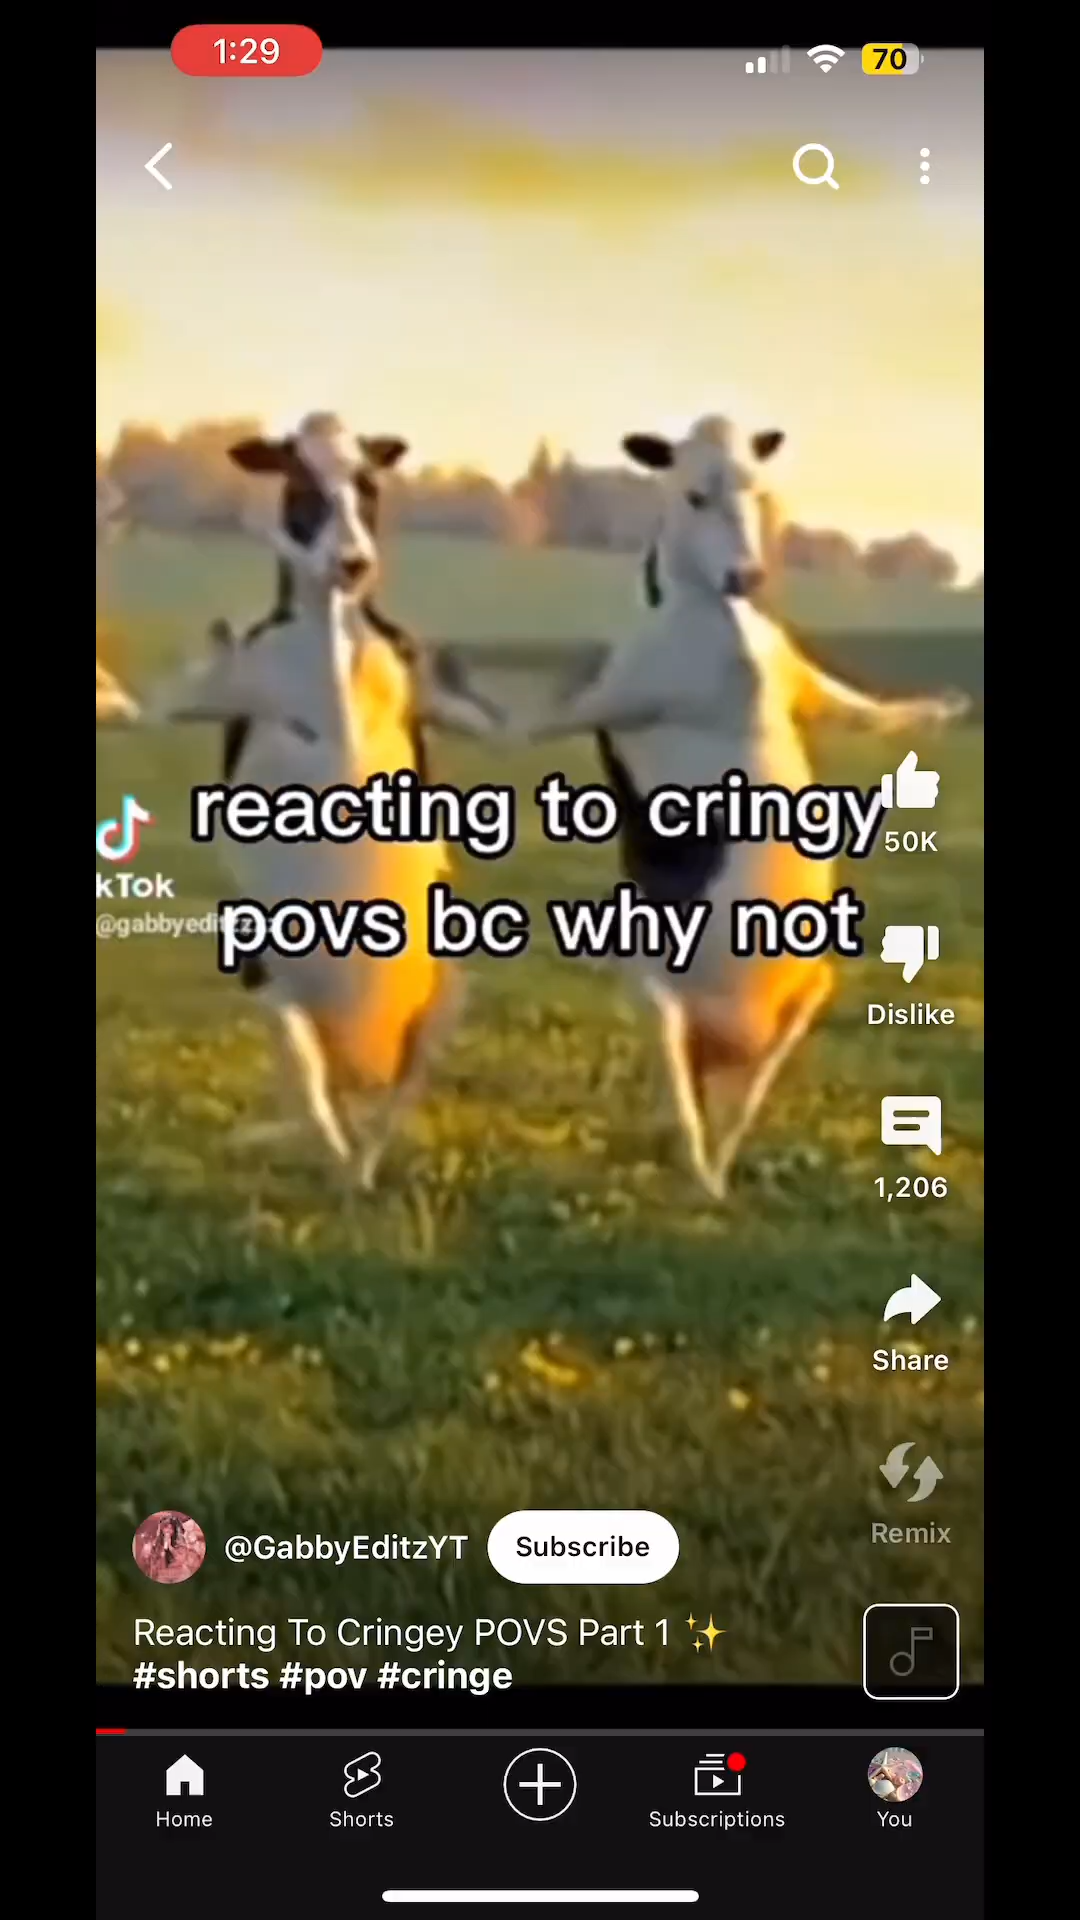 1:29
70
reacting to cringy
povs bc why not
kTok
50K
Dislike
1,206
Share
Remix
@GabbyEditzYT
Subscribe
Reacting To Cringey POVS Part 1 ✨
#shorts #pov #cringe
Home
Shorts
Subscriptions
You